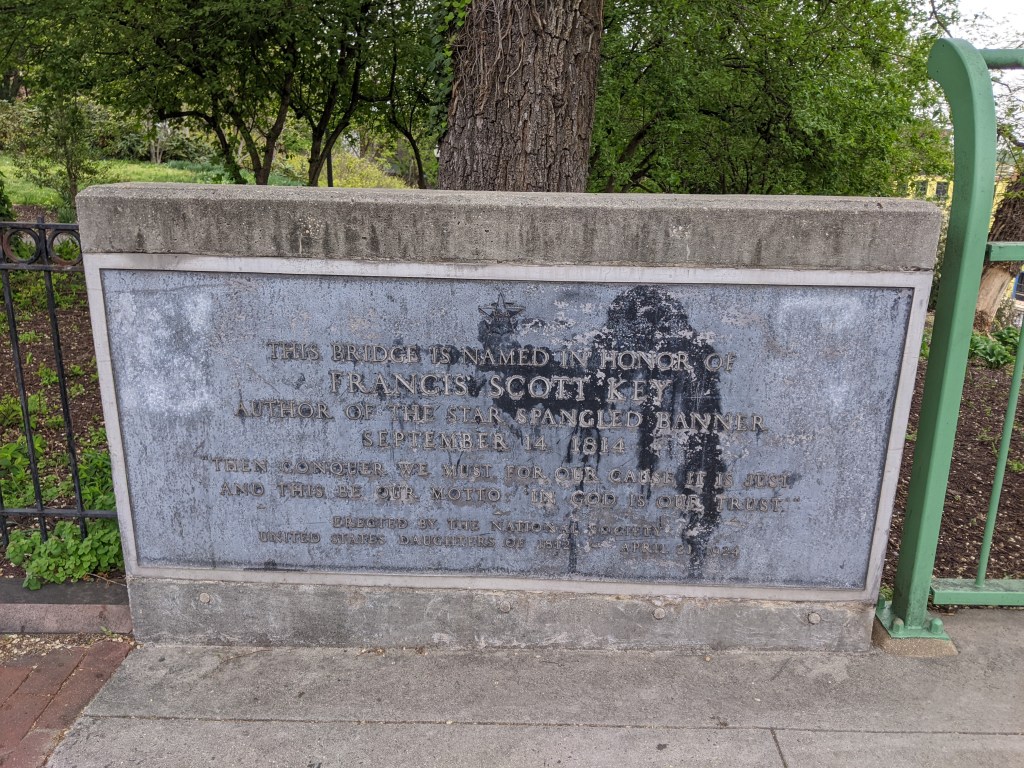 THIS BRIDGE IS NAMED IN HONOR OF
FRANCIS SCOTT KEY
AUTHOR OF THE STAR SPANGLED BANNER
SEPTEMBER 14, 1814
"THEN CONQUER WE MUST, FOR OUR CAUSE IT IS JUST
AND THIS BE OUR MOTTO: "IN GOD IS OUR TRUST.""
ERECTED BY THE NATIONAL SOCIETY
UNITED STATES DAUGHTERS OF 1812 APRIL